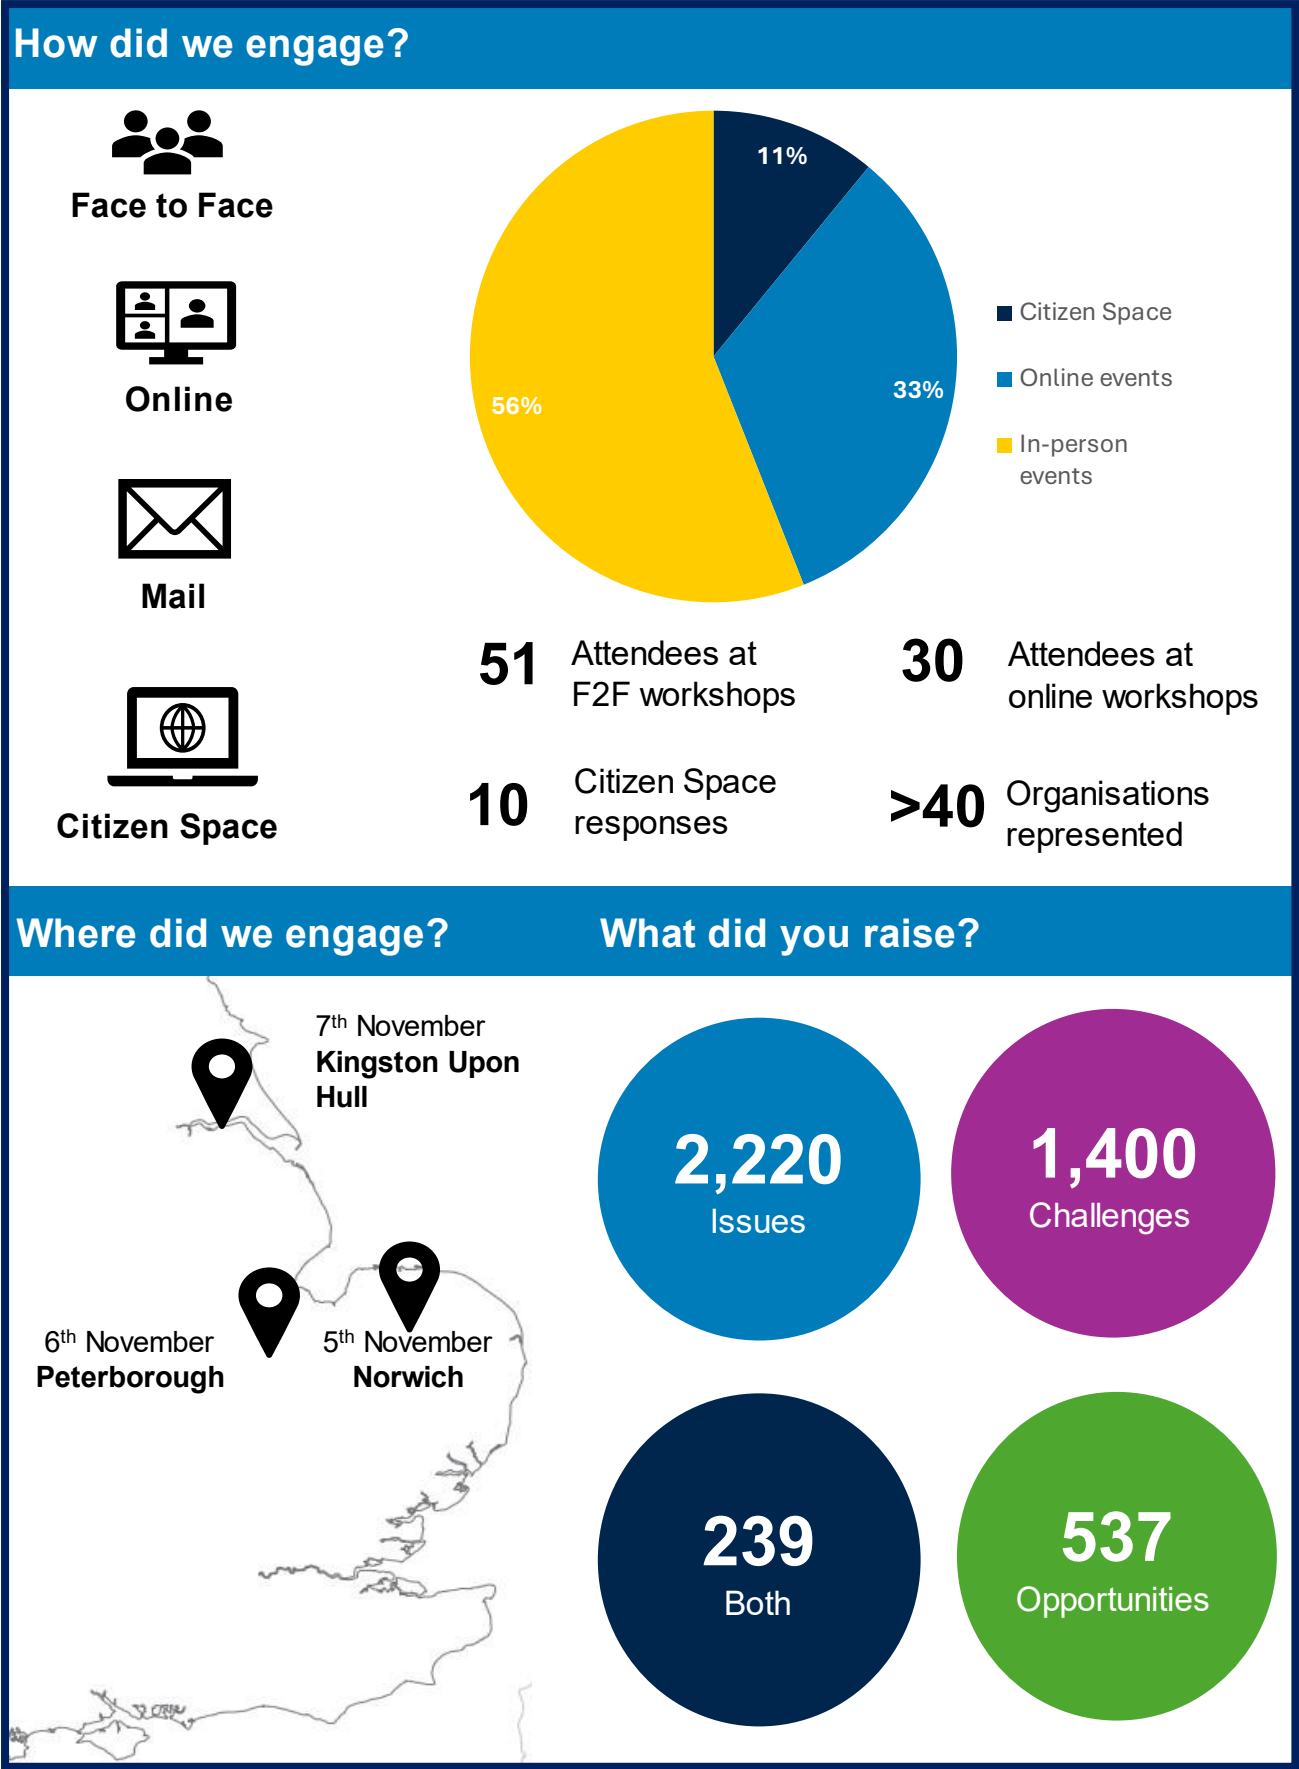 How did we engage?
Face to Face
Online
Mail
Citizen Space
11%
33%
56%
Citizen Space
Online events
In-person
events
51
Attendees at
F2F workshops
30
Attendees at
online workshops
10
Citizen Space
responses
>40
Organisations
represented
Where did we engage?
7th November
Kingston Upon
Hull
6th November
Peterborough
5th November
Norwich
What did you raise?
2,220
Issues
1,400
Challenges
239
Both
537
Opportunities